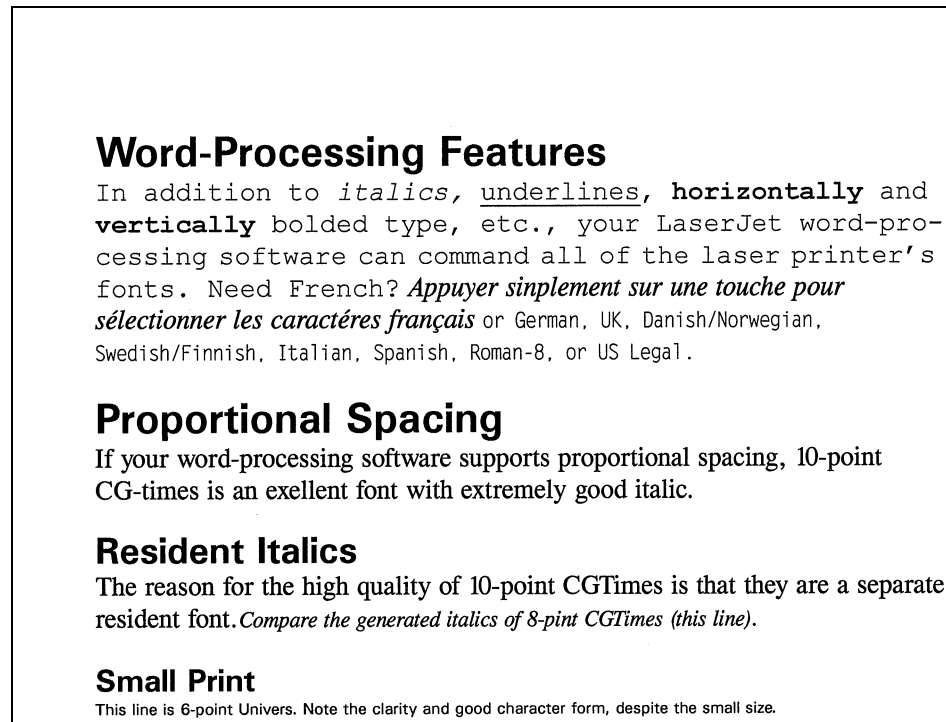 Word-Processing Features
In addition to italics, underlines, horizontally and
vertically bolded type, etc., your LaserJet word-pro-
cessing software can command all of the laser printer's
fonts. Need French? Appuyer sinplement sur une touche pour
sélectionner les caractéres français or German, UK, Danish/Norwegian,
Swedish/Finnish, Italian, Spanish, Roman-8, or US Legal.
Proportional Spacing
If your word-processing software supports proportional spacing, 10-point
CG-times is an exellent font with extremely good italic.
Resident Italics
The reason for the high quality of 10-point CGTimes is that they are a separate
resident font. Compare the generated italics of 8-pint CGTimes (this line).
Small Print
This line is 6-point Univers. Note the clarity and good character form, despite the small size.